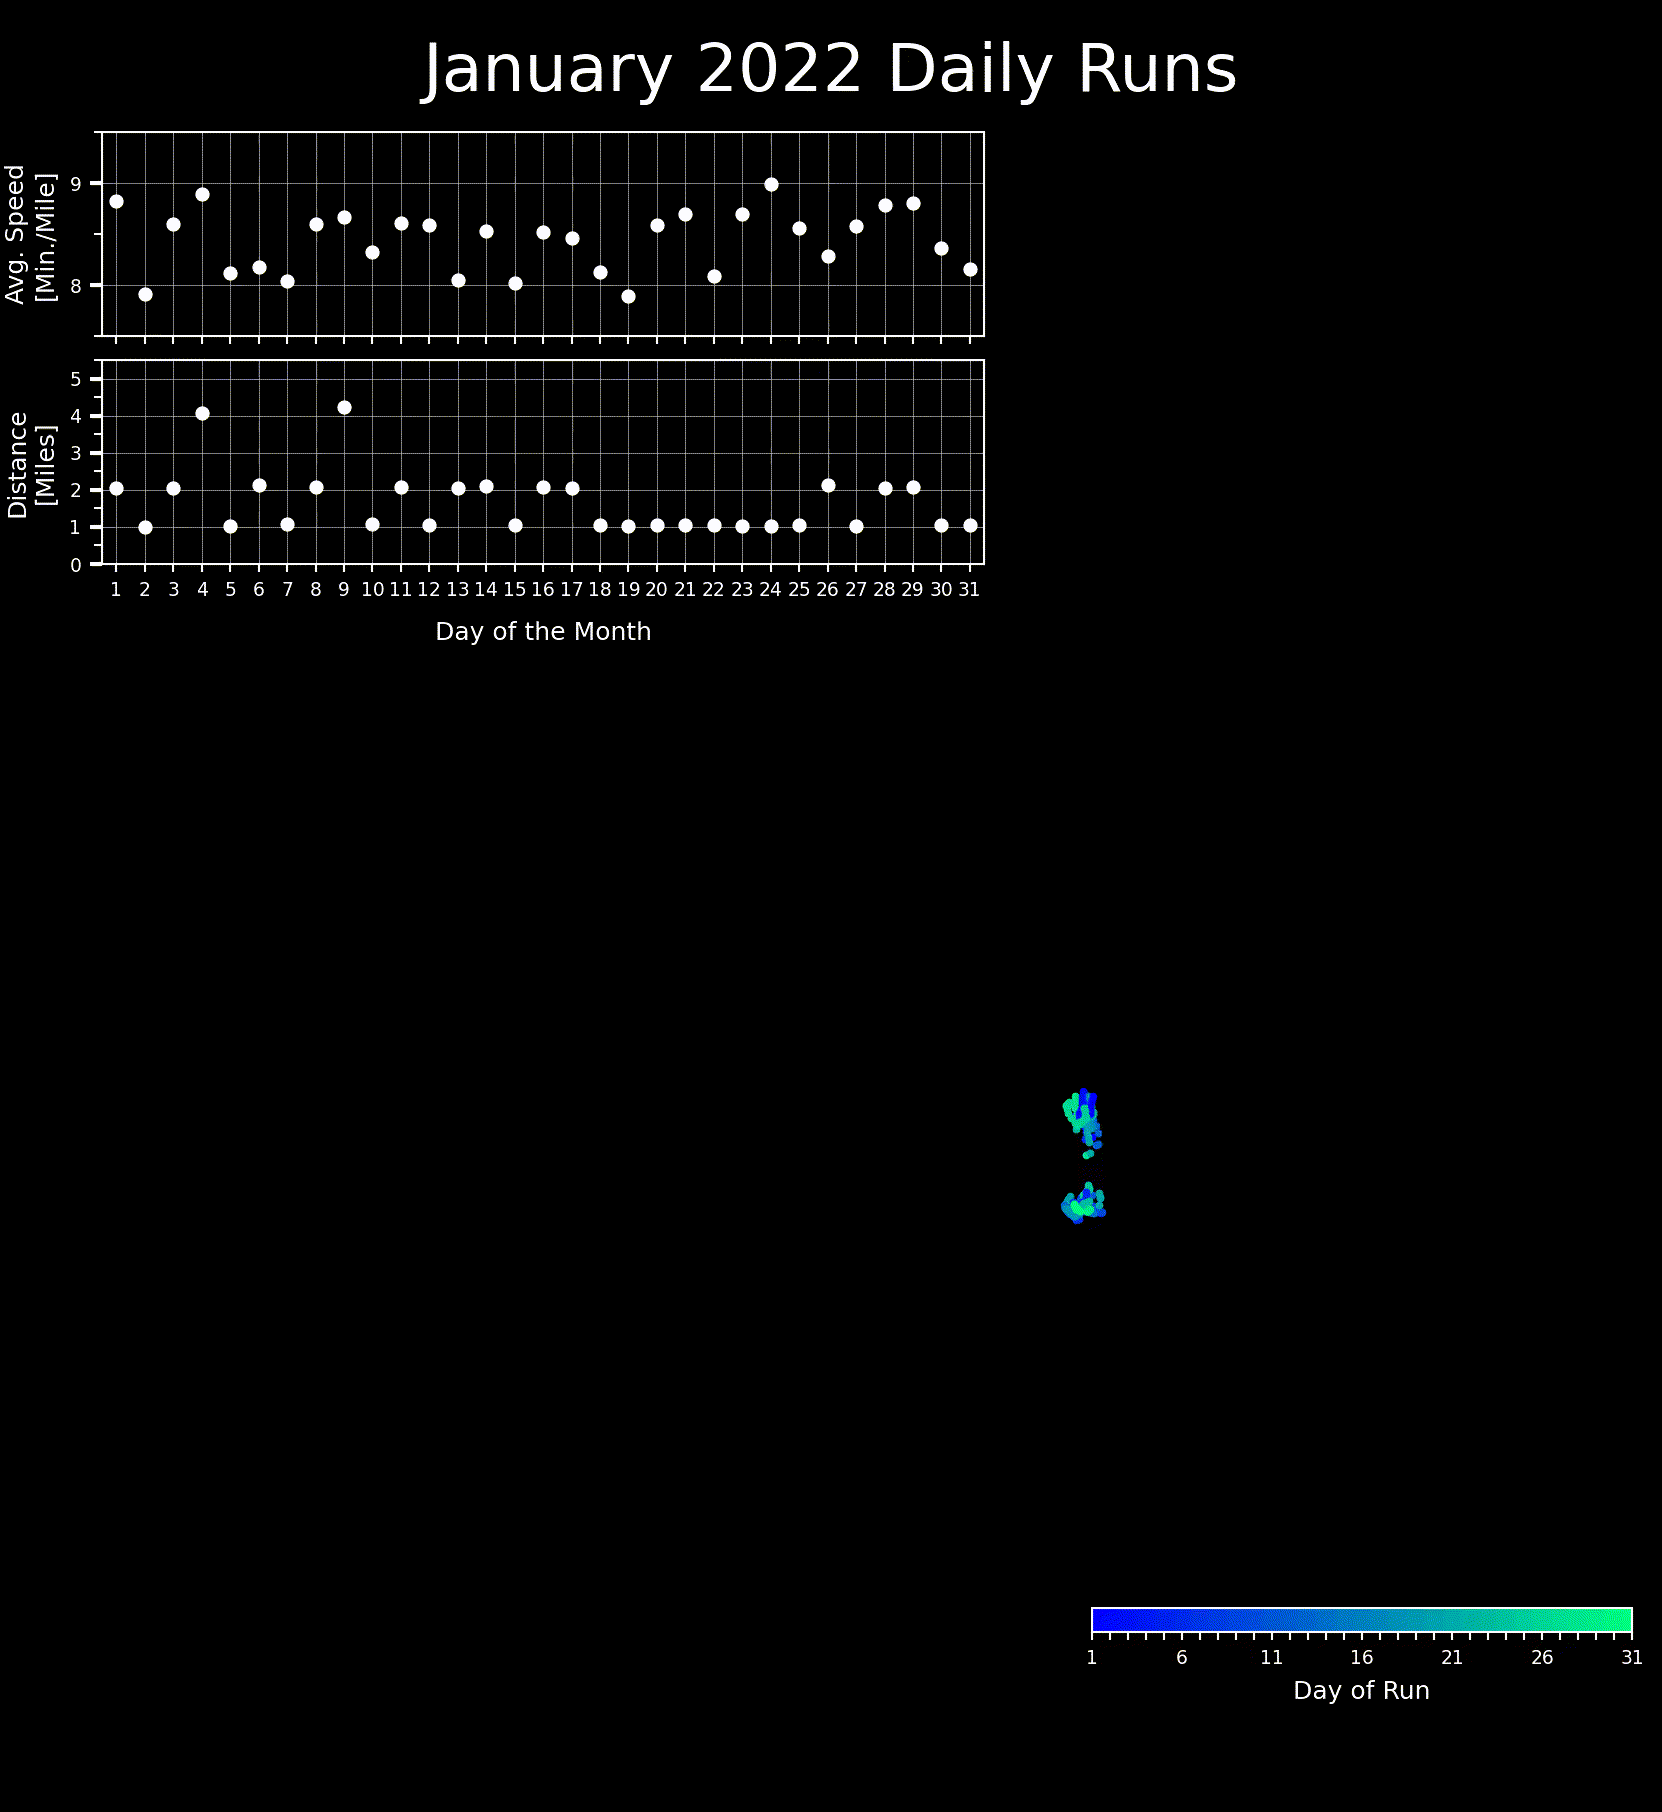 January 2022 Daily Runs
Avg. Speed
[Min./Mile]
9
8
Distance
[Miles]
5
4
3
2
1
0
1 2 3 4 5 6 7 8 9 10 11 12 13 14 15 16 17 18 19 20 21 22 23 24 25 26 27 28 29 30 31
Day of the Month
1 6 11 16 21 26 31
Day of Run